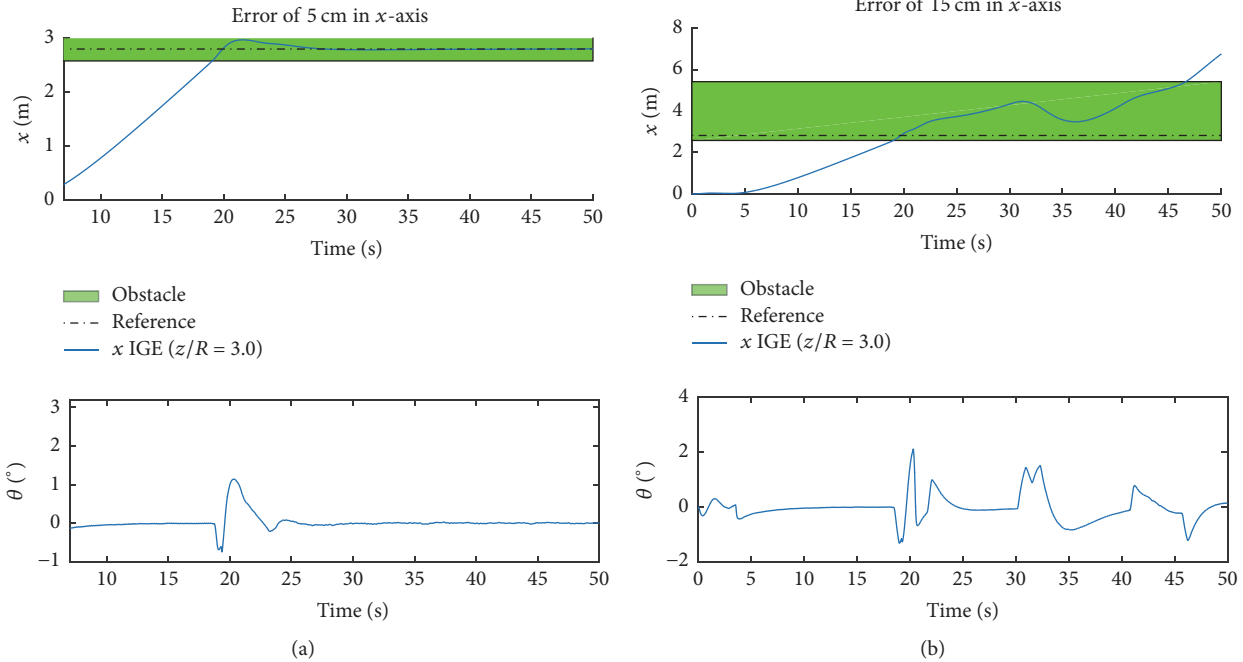 Error of 5 cm in x-axis
3
2
1
0
x (m)
10 15 20 25 30 35 40 45 50
Time (s)
Obstacle
Reference
x IGE (z/R = 3.0)
3
2
1
0
−1
θ (°)
10 15 20 25 30 35 40 45 50
Time (s)
(a)
Error of 15 cm in x-axis
8
6
4
2
0
x (m)
0 5 10 15 20 25 30 35 40 45 50
Time (s)
Obstacle
Reference
x IGE (z/R = 3.0)
4
2
0
−2
θ (°)
0 5 10 15 20 25 30 35 40 45 50
Time (s)
(b)